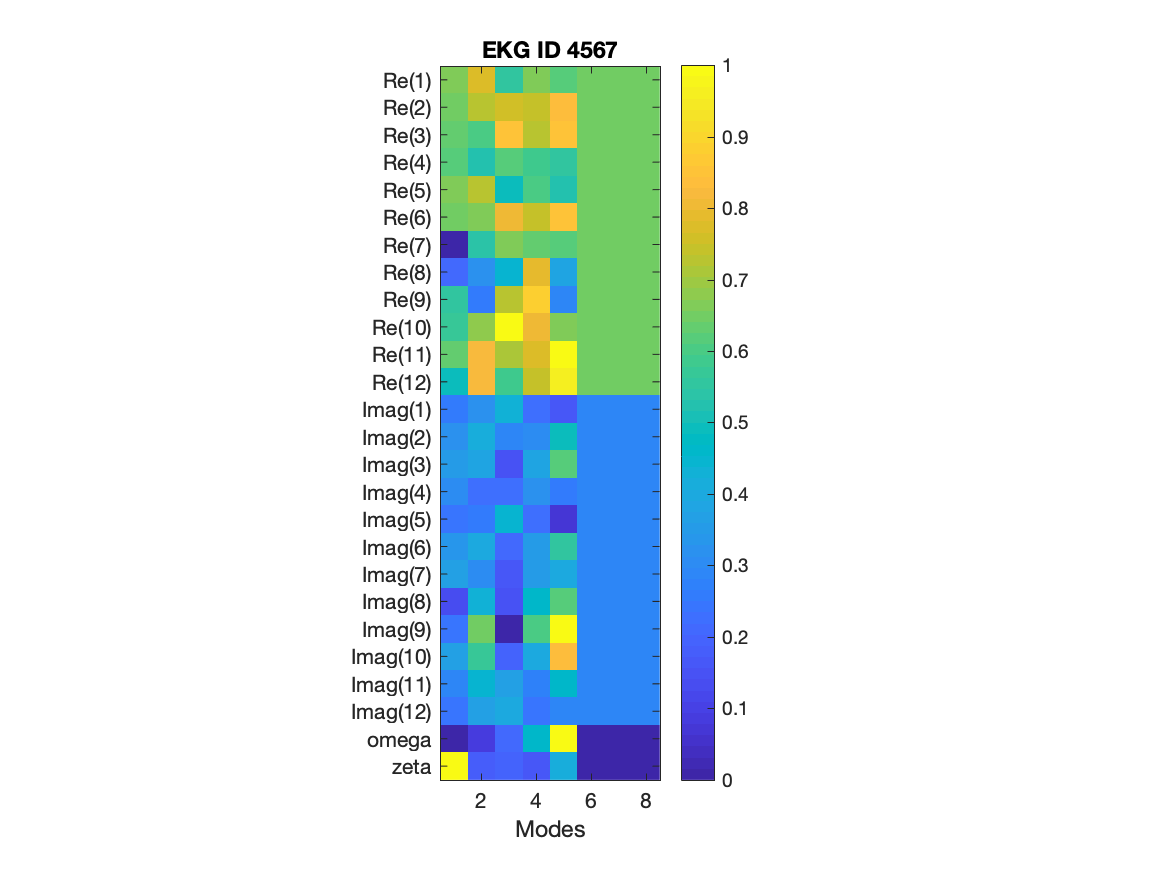 EKG ID 4567
Re(1)
Re(2)
Re(3)
Re(4)
Re(5)
Re(6)
Re(7)
Re(8)
Re(9)
Re(10)
Re(11)
Re(12)
Imag(1)
Imag(2)
Imag(3)
Imag(4)
Imag(5)
Imag(6)
Imag(7)
Imag(8)
Imag(9)
Imag(10)
Imag(11)
Imag(12)
omega
zeta
2 4 6 8
Modes
1
0.9
0.8
0.7
0.6
0.5
0.4
0.3
0.2
0.1
0